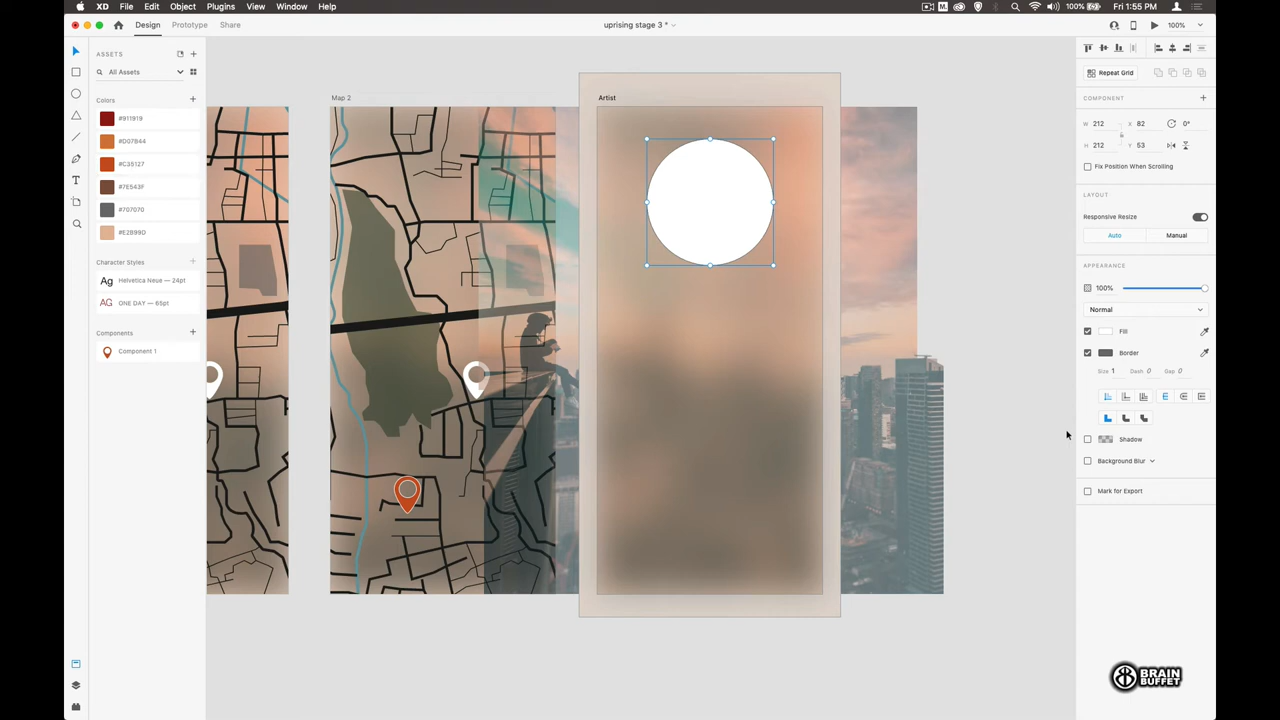 XD File Edit Object Plugins View Window Help 100% Fri 1:55 PM
Design Prototype Share uprising stage 3 * 100%
ASSETS
All Assets
Colors
#911919
#D07B44
#C35127
#7E543F
#707070
#E2B99D
Character Styles
Ag Helvetica Neue — 24pt
AG ONE DAY — 65pt
Components
Component 1
Map 2
Artist
Repeat Grid
COMPONENT
W 212 X 82 0°
H 212 Y 53
Fix Position When Scrolling
LAYOUT
Responsive Resize
Auto Manual
APPEARANCE
100%
Normal
Fill
Border
Size 1 Dash 0 Gap 0
Shadow
Background Blur
Mark for Export
BRAIN
BUFFET